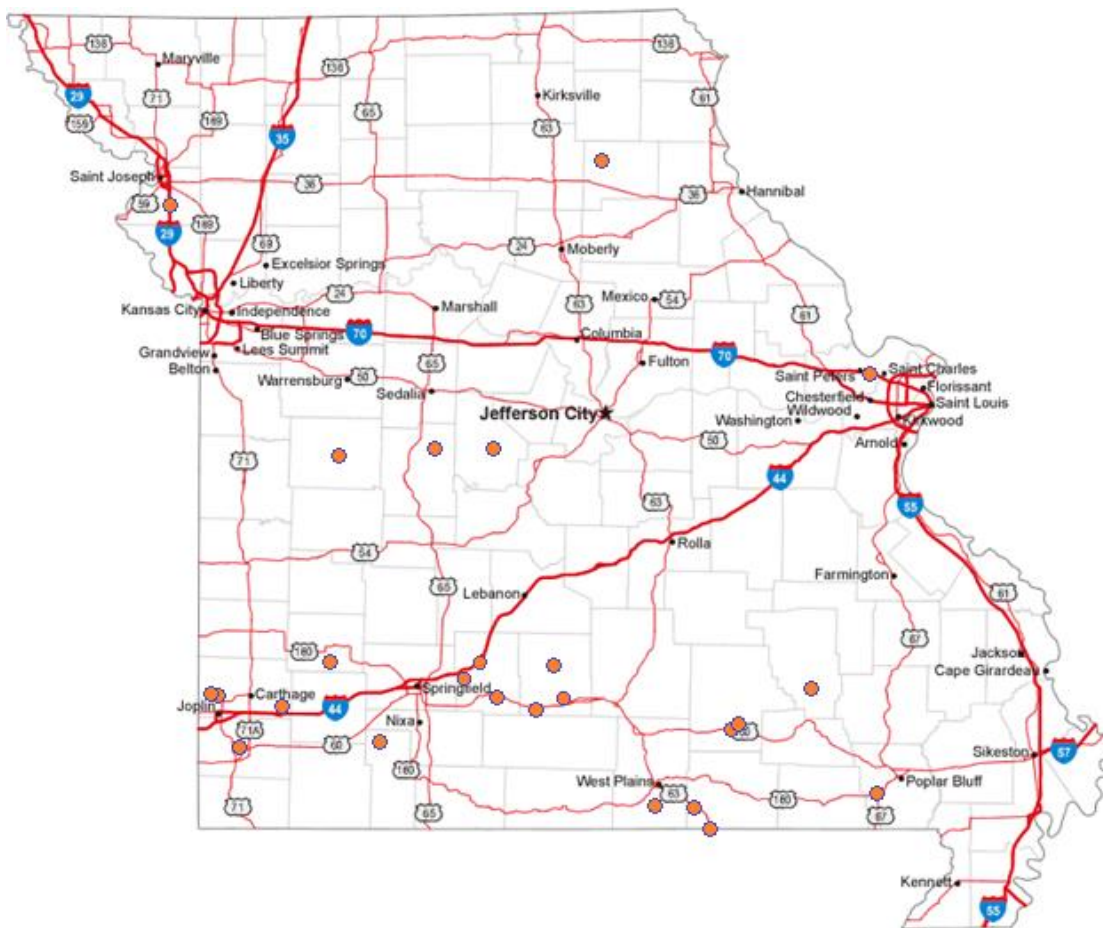 136
136
Maryville
29
71
61
Kirksville
136
65
159
169
35
63
Saint Joseph
36
36
Hannibal
59
169
29
24
Moberly
69
Excelsior Springs
Liberty
24
Marshall
Mexico
54
63
61
Kansas City
Independence
Columbia
Blue Springs
70
65
70
Grandview
Lees Summit
Fulton
Belton
Saint Peters
Saint Charles
Warrensburg
50
Sedalia
Florissant
Chesterfield
Saint Louis
Jefferson City
Wildwood
Washington
Kirkwood
50
Arnold
71
44
63
55
Rolla
54
Farmington
65
Lebanon
61
67
160
Jackson
Cape Girardeau
Springfield
Carthage
Joplin
44
Nixa
71A
60
60
Sikeston
57
160
West Plains
63
160
Poplar Bluff
71
65
67
Kennett
55